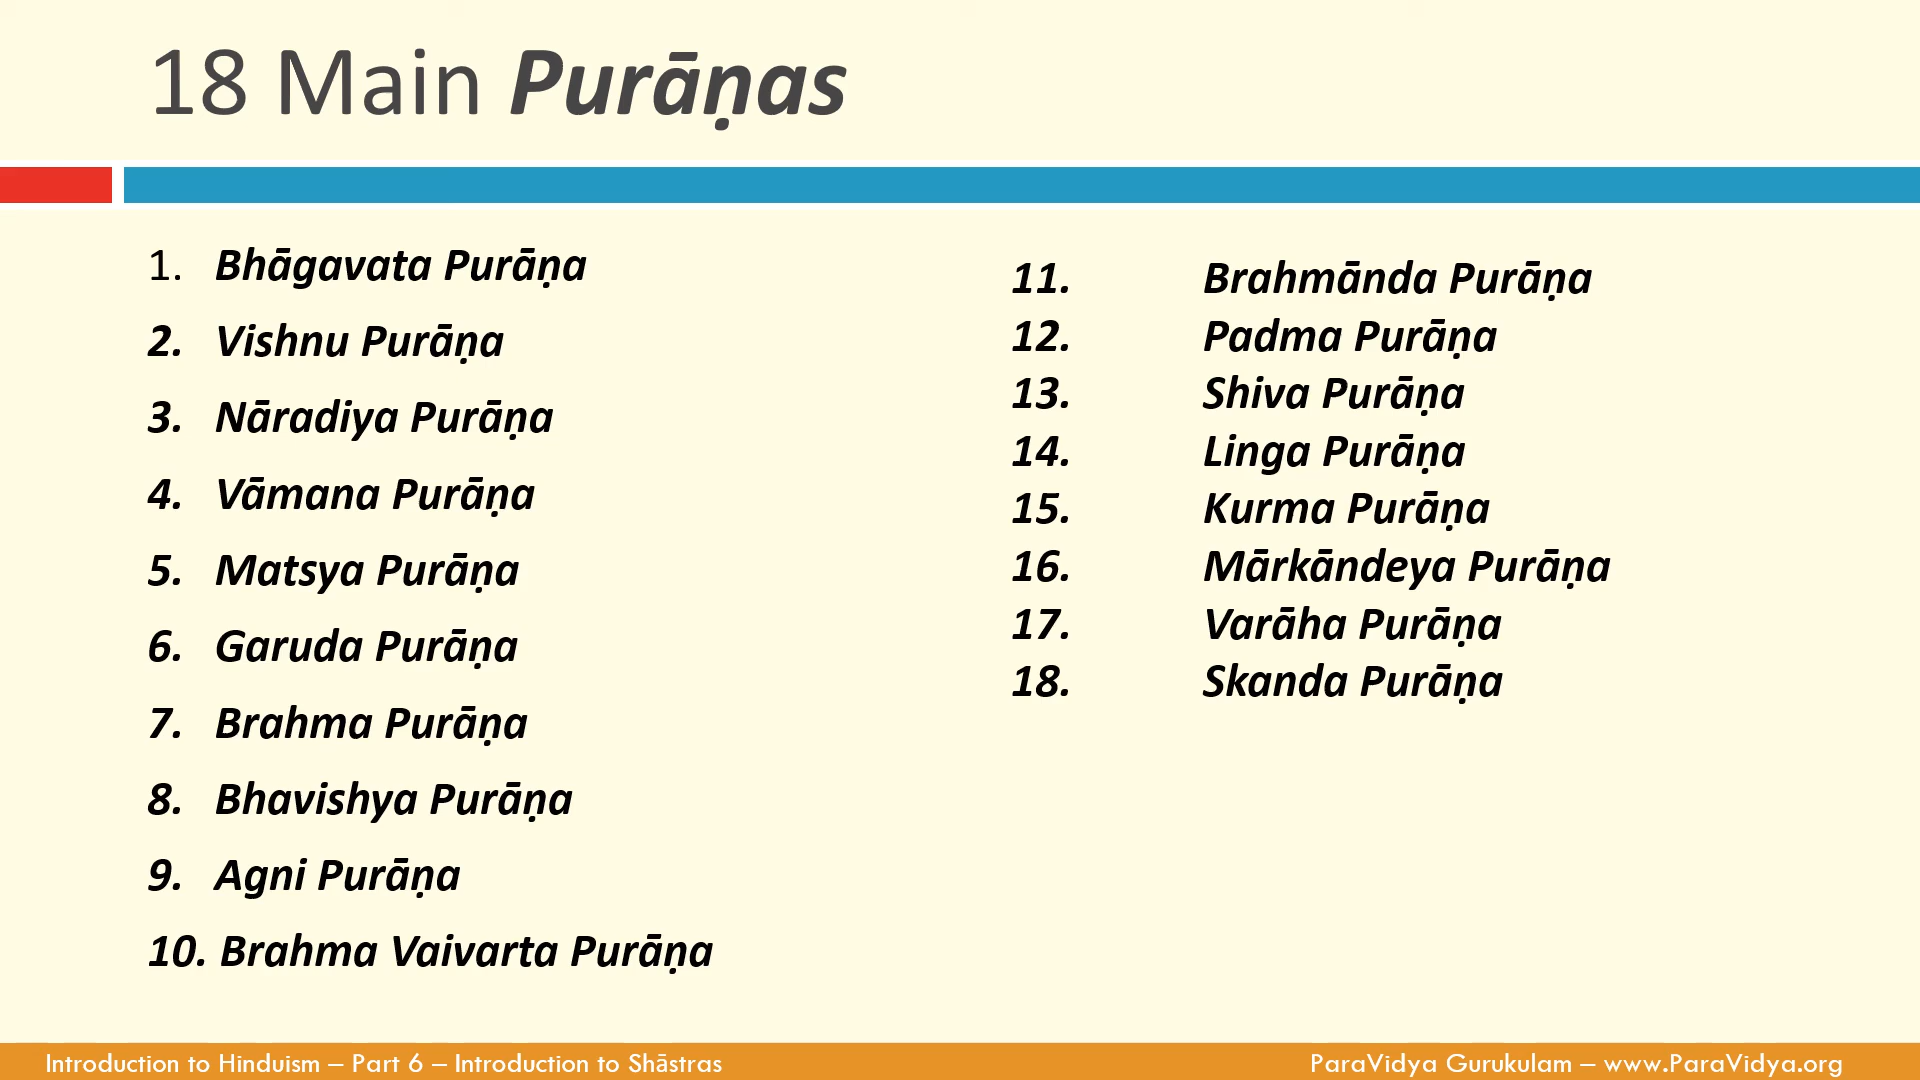 18 Main Purāṇas
1. Bhāgavata Purāṇa
2. Vishnu Purāṇa
3. Nāradiya Purāṇa
4. Vāmana Purāṇa
5. Matsya Purāṇa
6. Garuda Purāṇa
7. Brahma Purāṇa
8. Bhavishya Purāṇa
9. Agni Purāṇa
10. Brahma Vaivarta Purāṇa
11. Brahmānda Purāṇa
12. Padma Purāṇa
13. Shiva Purāṇa
14. Linga Purāṇa
15. Kurma Purāṇa
16. Mārkāndeya Purāṇa
17. Varāha Purāṇa
18. Skanda Purāṇa
Introduction to Hinduism – Part 6 – Introduction to Shāstras
ParaVidya Gurukulam – www.ParaVidya.org